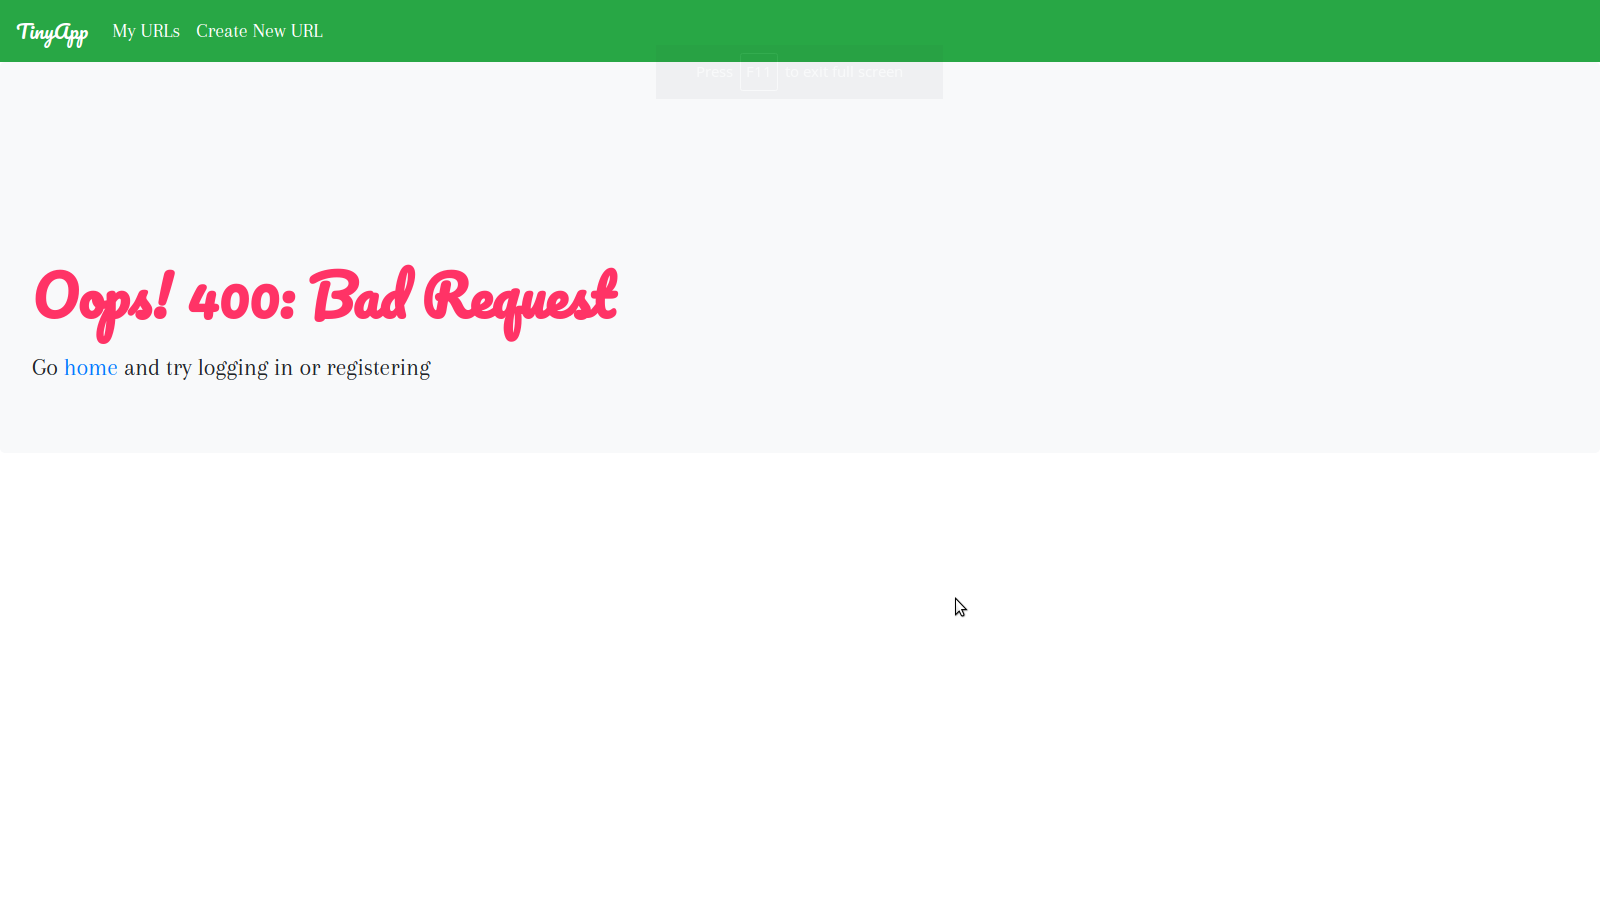 TinyApp My URLs Create New URL
Press F11 to exit full screen
Oops! 400: Bad Request
Go home and try logging in or registering